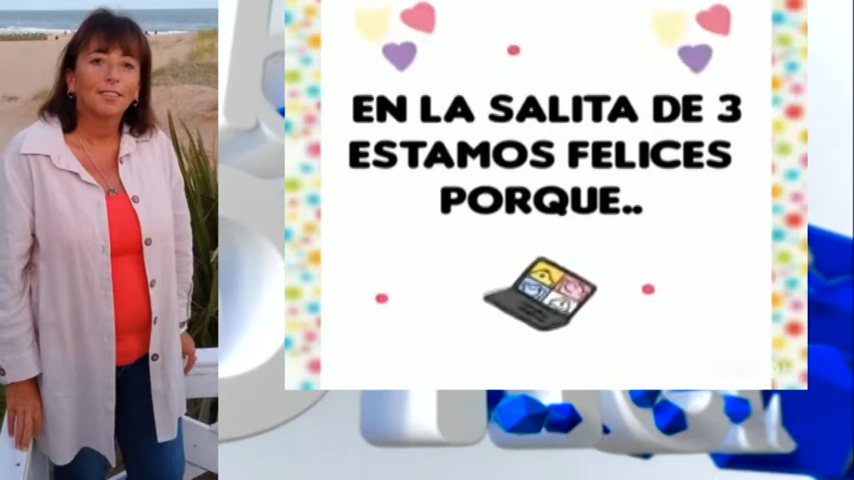 EN LA SALITA DE 3
ESTAMOS FELICES
PORQUE..